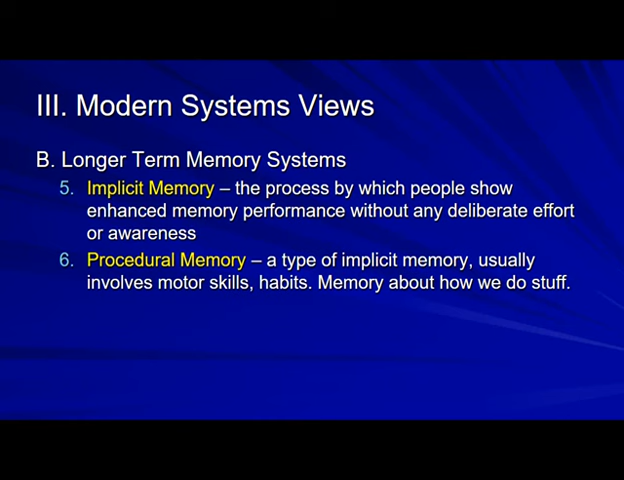 III. Modern Systems Views
B. Longer Term Memory Systems
5. Implicit Memory – the process by which people show
enhanced memory performance without any deliberate effort
or awareness
6. Procedural Memory – a type of implicit memory, usually
involves motor skills, habits. Memory about how we do stuff.